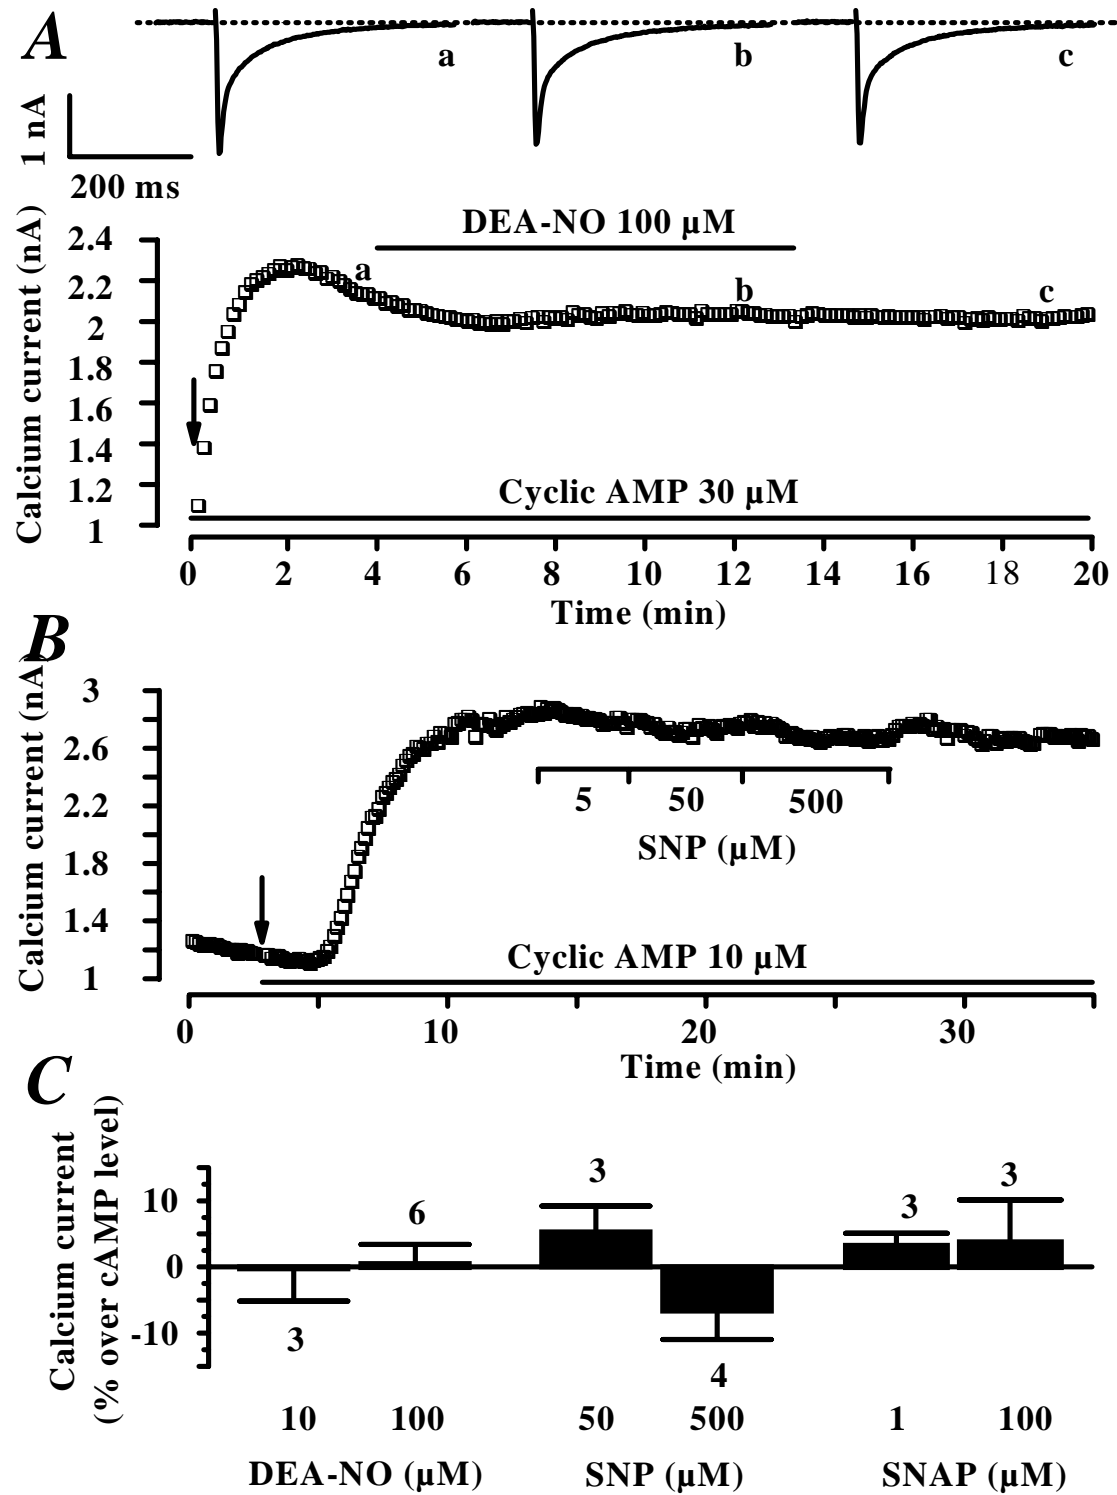 A
a b c
1 nA
200 ms
Calcium current (nA)
DEA-NO 100 µM
2.4
2.2
2
1.8
1.6
1.4
1.2
1
a
b
c
Cyclic AMP 30 µM
0 2 4 6 8 10 12 14 16 18 20
Time (min)
B
Calcium current (nA)
3
2.6
2.2
1.8
1.4
1
5 50 500
SNP (µM)
Cyclic AMP 10 µM
0 10 20 30
Time (min)
C
Calcium current
(% over cAMP level)
10
0
-10
3
6
3
4
3
3
10 100 50 500 1 100
DEA-NO (µM) SNP (µM) SNAP (µM)